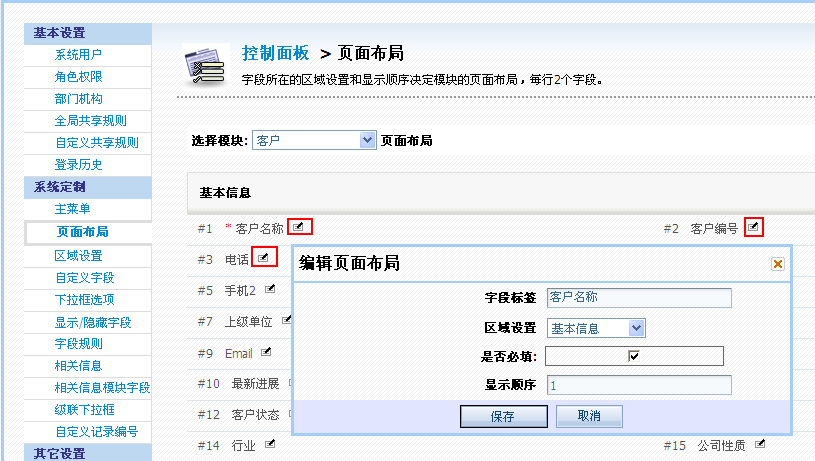 基本设置
系统用户
角色权限
部门机构
全局共享规则
自定义共享规则
登录历史
系统定制
主菜单
页面布局
区域设置
自定义字段
下拉框选项
显示/隐藏字段
字段规则
相关信息
相关信息模块字段
级联下拉框
自定义记录编号
其它设置
控制面板 > 页面布局
字段所在的区域设置和显示顺序决定模块的页面布局，每行2个字段。
选择模块: 客户 页面布局
基本信息
#1 * 客户名称
#2 客户编号
#3 电话
#5 手机2
#7 上级单位
#9 Email
#10 最新进展
#12 客户状态
#14 行业
#15 公司性质
编辑页面布局
字段标签 客户名称
区域设置 基本信息
是否必填:
显示顺序 1
保存 取消